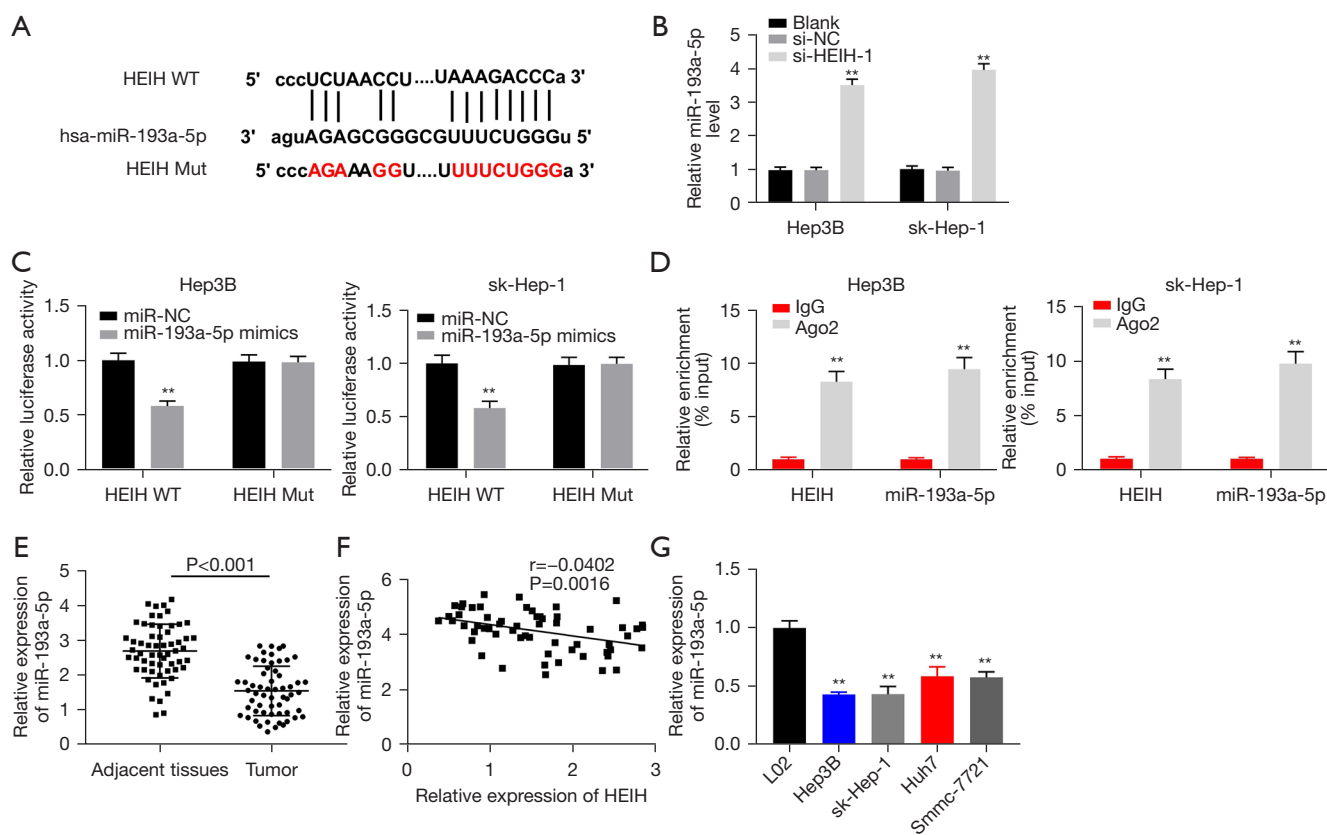 A
HEIH WT 5' cccUCUAACCU....UAAAGACCCa 3'
hsa-miR-193a-5p 3' aguAGAGCGGGCGUUUCUGGGu 5'
HEIH Mut 5' cccAGAAAGGU....UUUUCUGGGa 3'
B
Relative miR-193a-5p
level
5
4
3
2
1
0
Blank
si-NC
si-HEIH-1
**
**
Hep3B
sk-Hep-1
C
Hep3B
Relative luciferase activity
1.5
1.0
0.5
0.0
miR-NC
miR-193a-5p mimics
**
HEIH WT
HEIH Mut
sk-Hep-1
Relative luciferase activity
1.5
1.0
0.5
0.0
miR-NC
miR-193a-5p mimics
**
HEIH WT
HEIH Mut
D
Hep3B
Relative enrichment
(% input)
15
10
5
0
IgG
Ago2
**
**
HEIH
miR-193a-5p
sk-Hep-1
Relative enrichment
(% input)
15
10
5
0
IgG
Ago2
**
**
HEIH
miR-193a-5p
E
Relative expression
of miR-193a-5p
5
4
3
2
1
0
P<0.001
Adjacent tissues
Tumor
F
Relative expression
of miR-193a-5p
6
4
2
0
r=−0.0402
P=0.0016
0
1
2
3
Relative expression of HEIH
G
Relative expression
of miR-193a-5p
1.5
1.0
0.5
0.0
**
**
**
**
L02
Hep3B
sk-Hep-1
Huh7
Smmc-7721